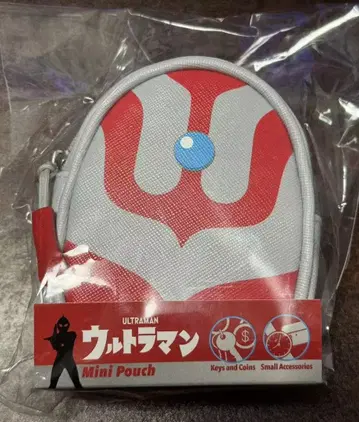 ULTRAMAN
ウルトラマン
Mini Pouch
$
Keys and Coins Small Accessories